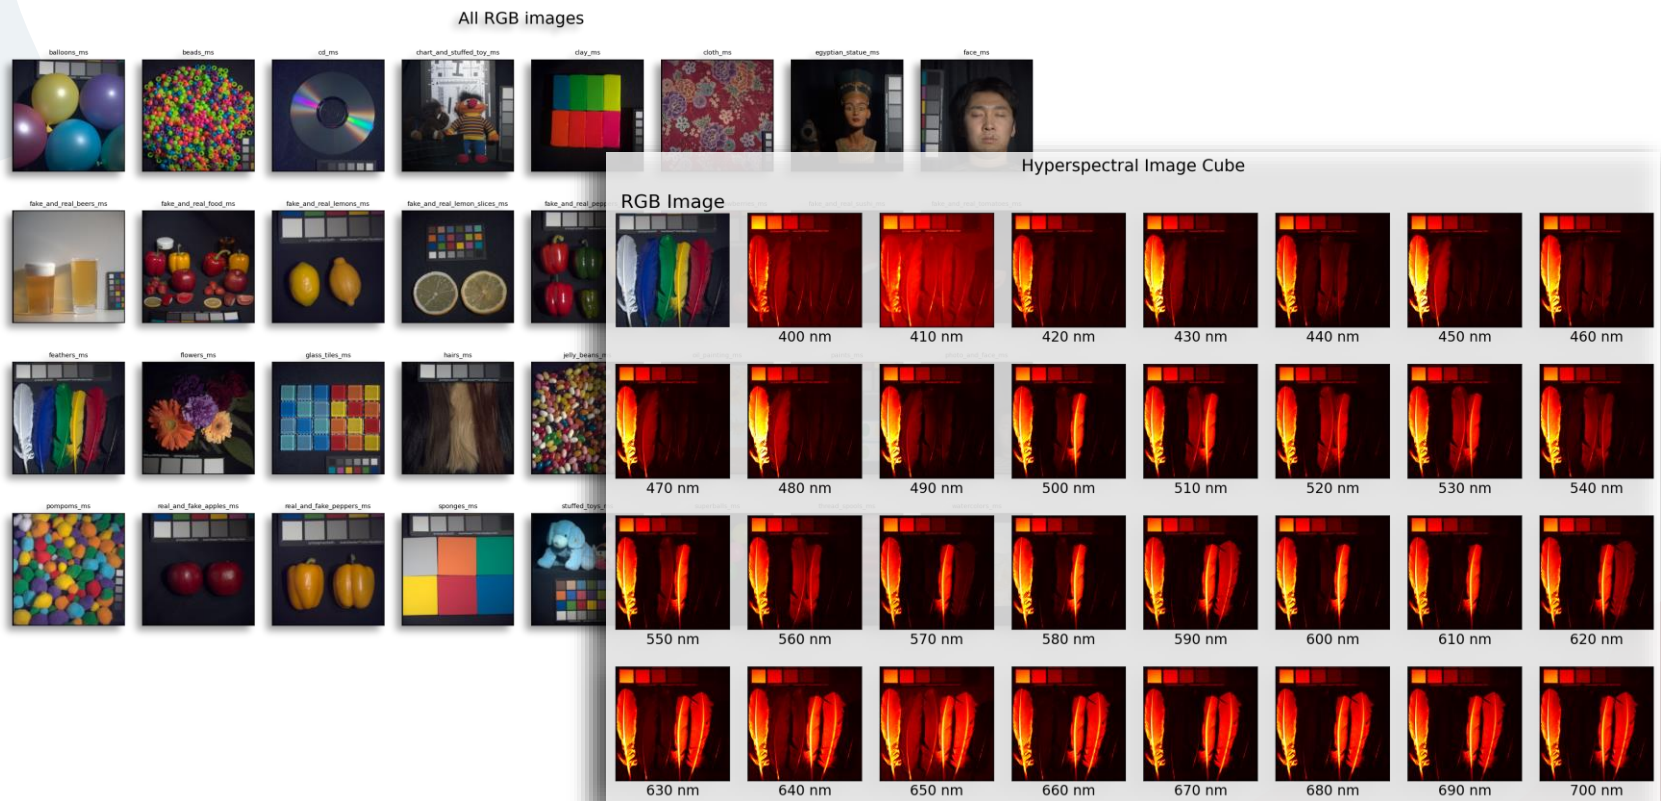 All RGB images
balloons_ms
beads_ms
cd_ms
chart_and_stuffed_toy_ms
clay_ms
cloth_ms
egyptian_statue_ms
face_ms
fake_and_real_beers_ms
fake_and_real_food_ms
fake_and_real_lemons_ms
fake_and_real_lemon_slices_ms
feathers_ms
flowers_ms
glass_tiles_ms
hairs_ms
pompoms_ms
real_and_fake_apples_ms
real_and_fake_peppers_ms
sponges_ms
Hyperspectral Image Cube
RGB Image
400 nm
410 nm
420 nm
430 nm
440 nm
450 nm
460 nm
470 nm
480 nm
490 nm
500 nm
510 nm
520 nm
530 nm
540 nm
550 nm
560 nm
570 nm
580 nm
590 nm
600 nm
610 nm
620 nm
630 nm
640 nm
650 nm
660 nm
670 nm
680 nm
690 nm
700 nm